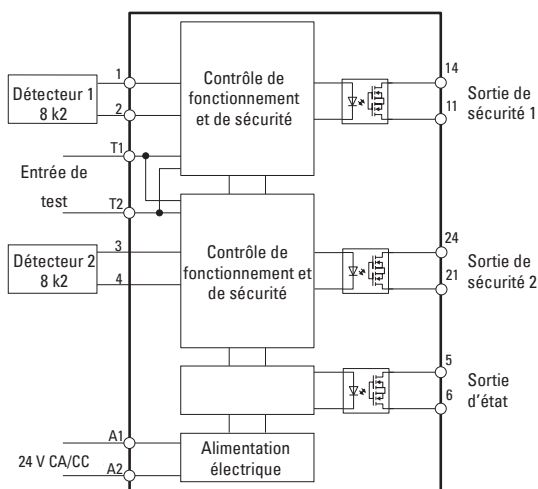 Détecteur 1
8 k2
1
2
Contrôle de
fonctionnement
et de sécurité
14
11
Sortie de
sécurité 1
Entrée de
test
T1
T2
Détecteur 2
8 k2
3
4
Contrôle de
fonctionnement et
de sécurité
24
21
Sortie de
sécurité 2
5
6
Sortie
d'état
24 V CA/CC
A1
A2
Alimentation
électrique